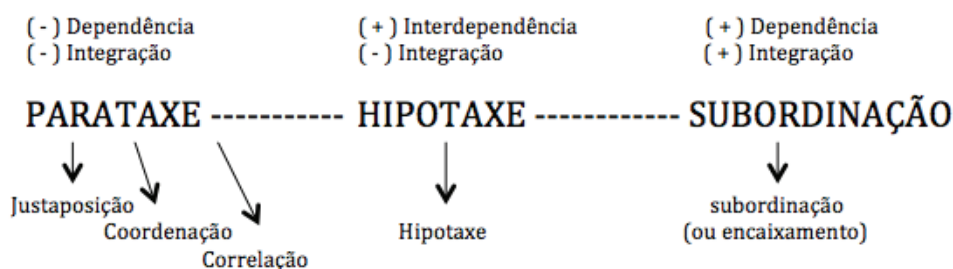 ( - ) Dependência ( + ) Interdependência ( + ) Dependência
( - ) Integração ( - ) Integração ( + ) Integração
PARATAXE ----------- HIPOTAXE ------------ SUBORDINAÇÃO
Justaposição subordinação
Coordenação Hipotaxe (ou encaixamento)
Correlação